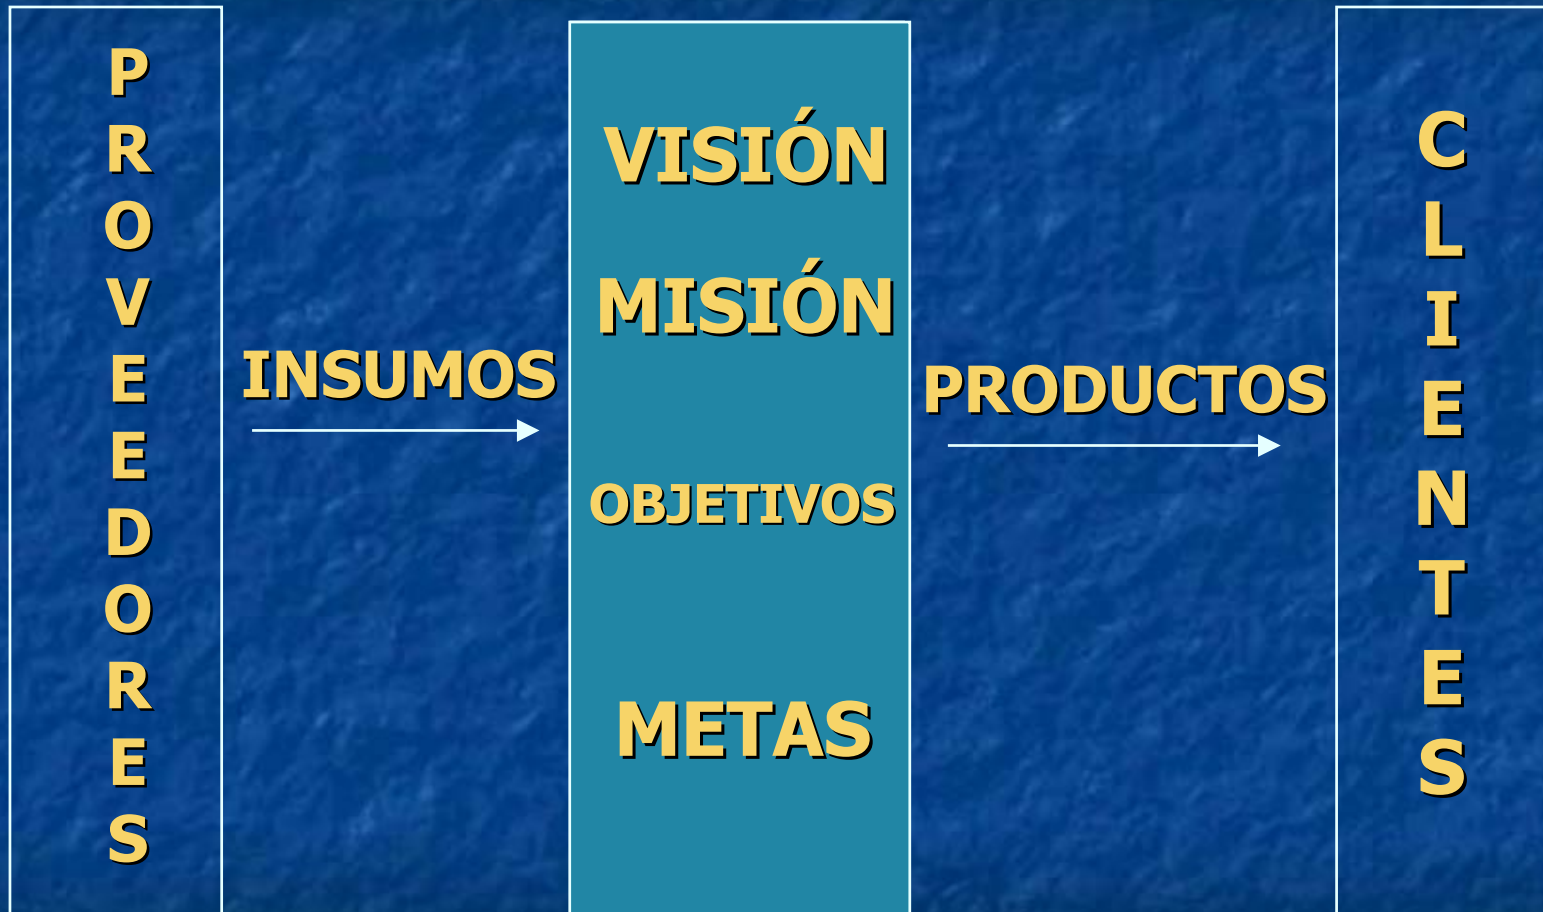 PROVEEDORES
INSUMOS
VISIÓN
MISIÓN
OBJETIVOS
METAS
PRODUCTOS
CLIENTES